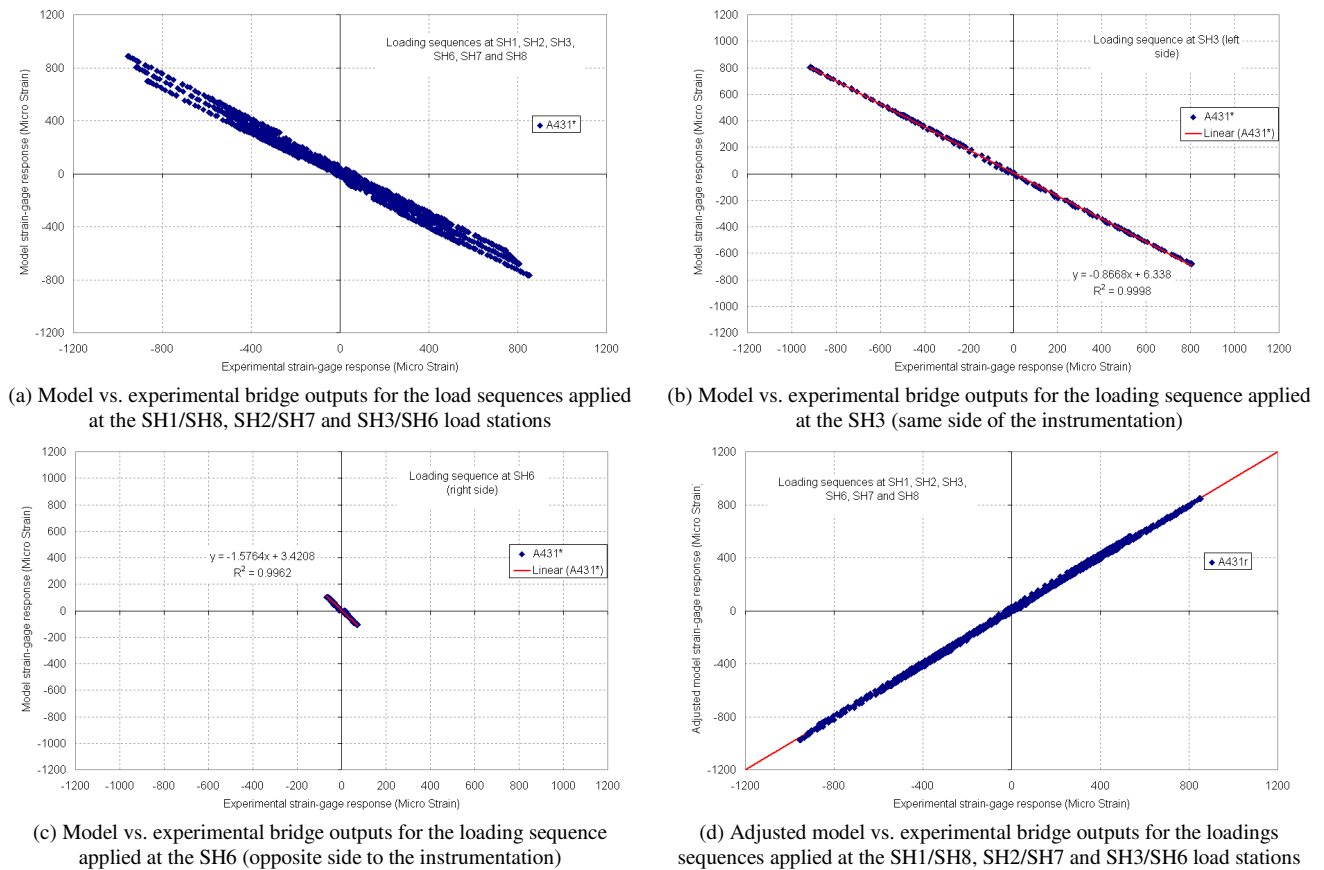 1200
800
400
0
-400
-800
-1200
-1200
-800
-400
0
400
800
1200
Model strain-gage response (Micro Strain)
Experimental strain-gage response (Micro Strain)
Loading sequences at SH1, SH2, SH3,
SH6, SH7 and SH8
A431*
(a) Model vs. experimental bridge outputs for the load sequences applied
at the SH1/SH8, SH2/SH7 and SH3/SH6 load stations
1200
1000
800
600
400
200
0
-200
-400
-600
-800
-1000
-1200
-1200
-1000
-800
-600
-400
-200
0
200
400
600
800
1000
1200
Model strain-gage response (Micro Strain)
Experimental strain-gage response (Micro Strain)
Loading sequence at SH3 (left
side)
A431*
Linear (A431*)
y = -0.8668x + 6.338
R² = 0.9998
(b) Model vs. experimental bridge outputs for the loading sequence applied
at the SH3 (same side of the instrumentation)
1200
1000
800
600
400
200
0
-200
-400
-600
-800
-1000
-1200
-1200
-1000
-800
-600
-400
-200
0
200
400
600
800
1000
1200
Model strain-gage response (Micro Strain)
Experimental strain-gage response (Micro Strain)
Loading sequence at SH6
(right side)
y = -1.5764x + 3.4208
R² = 0.9962
A431*
Linear (A431*)
(c) Model vs. experimental bridge outputs for the loading sequence
applied at the SH6 (opposite side to the instrumentation)
1200
800
400
0
-400
-800
-1200
-1200
-800
-400
0
400
800
1200
Adjusted model strain-gage response (Micro Strain)
Experimental strain-gage response (Micro Strain)
Loading sequences at SH1, SH2, SH3,
SH6, SH7 and SH8
A431r
(d) Adjusted model vs. experimental bridge outputs for the loadings
sequences applied at the SH1/SH8, SH2/SH7 and SH3/SH6 load stations